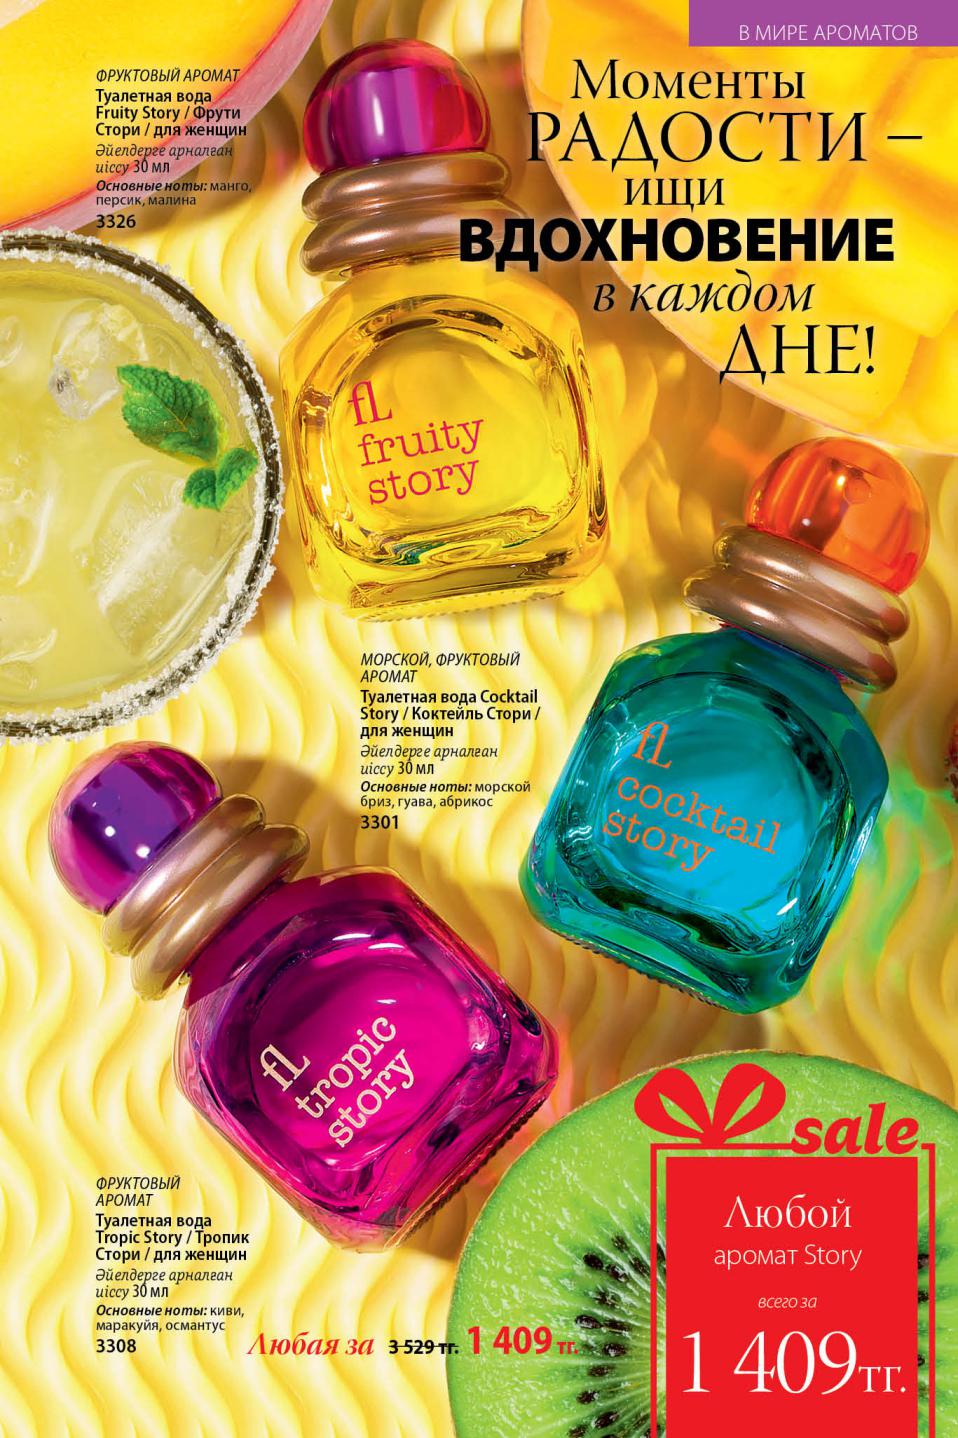 В МИРЕ АРОМАТОВ
Моменты
РАДОСТИ –
ищи
ВДОХНОВЕНИЕ
в каждом
ДНЕ!
ФРУКТОВЫЙ АРОМАТ
Туалетная вода
Fruity Story / Фрути
Стори / для женщин
Әйелдерге арналған
иіссу 30 мл
Основные ноты: манго,
персик, малина
3326
fL
fruity
story
МОРСКОЙ, ФРУКТОВЫЙ
АРОМАТ
Туалетная вода Cocktail
Story / Коктейль Стори /
для женщин
Әйелдерге арналған
иіссу 30 мл
Основные ноты: морской
бриз, гуава, абрикос
3301
fL
cocktail
story
fL
tropic
story
ФРУКТОВЫЙ
АРОМАТ
Туалетная вода
Tropic Story / Тропик
Стори / для женщин
Әйелдерге арналған
иіссу 30 мл
Основные ноты: киви,
маракуйя, османтус
3308
Любая за 3 529 тг. 1 409 тг.
sale
Любой
аромат Story
всего за
1 409тг.